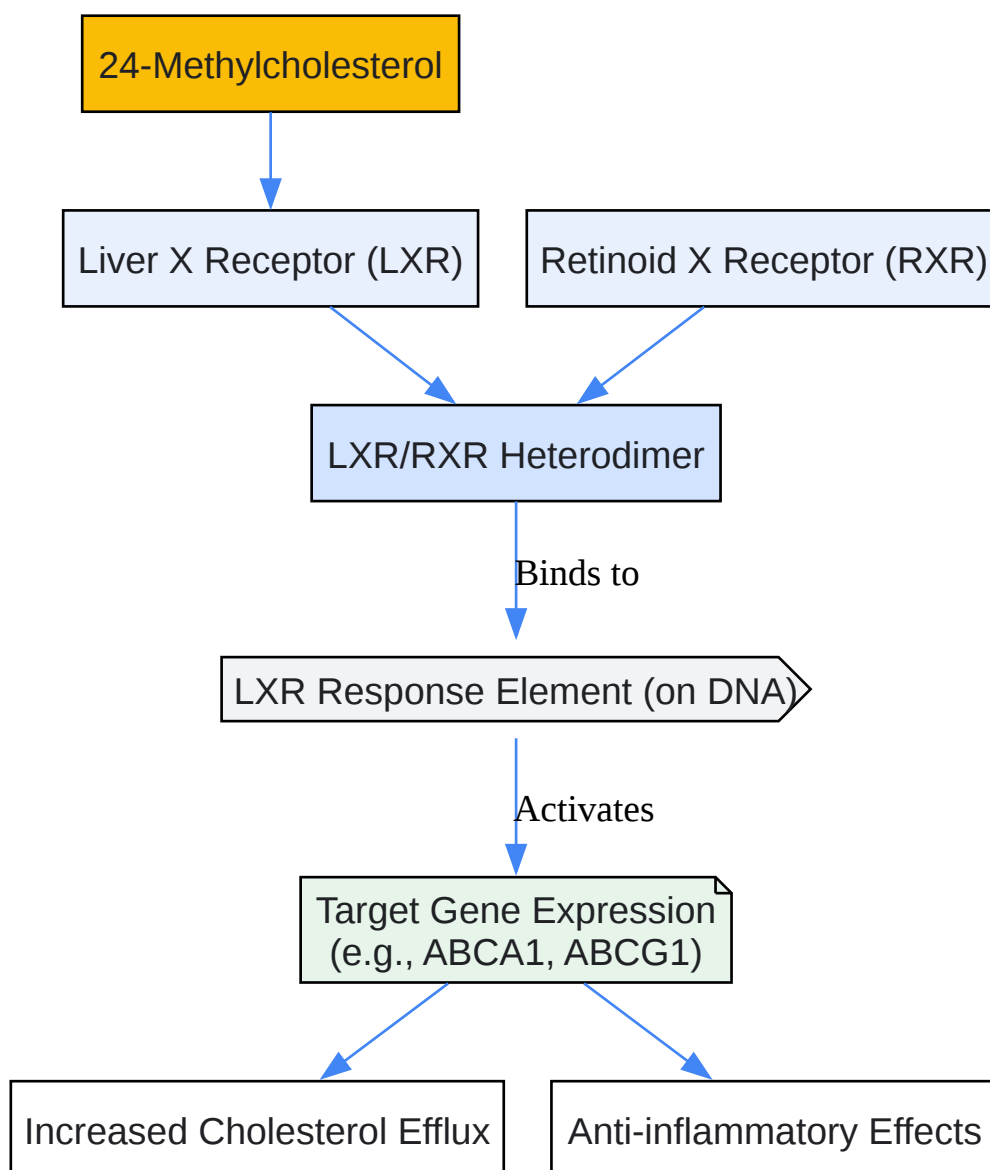 24-Methylcholesterol
Liver X Receptor (LXR)
Retinoid X Receptor (RXR)
LXR/RXR Heterodimer
Binds to
LXR Response Element (on DNA)
Activates
Target Gene Expression
(e.g., ABCA1, ABCG1)
Increased Cholesterol Efflux
Anti-inflammatory Effects